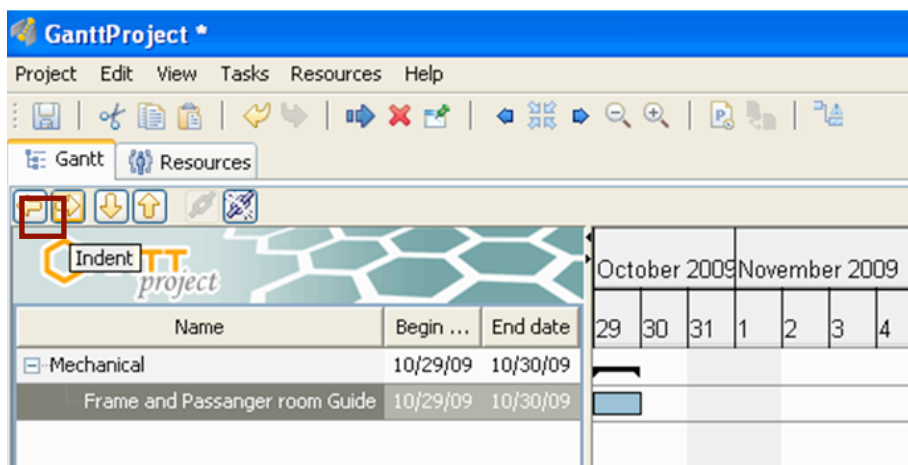 GanttProject *
Project Edit View Tasks Resources Help
P
Gantt Resources
Indent
TT
project
October 2009 November 2009
Name Begin ... End date 29 30 31 1 2 3 4
Mechanical 10/29/09 10/30/09
Frame and Passanger room Guide 10/29/09 10/30/09